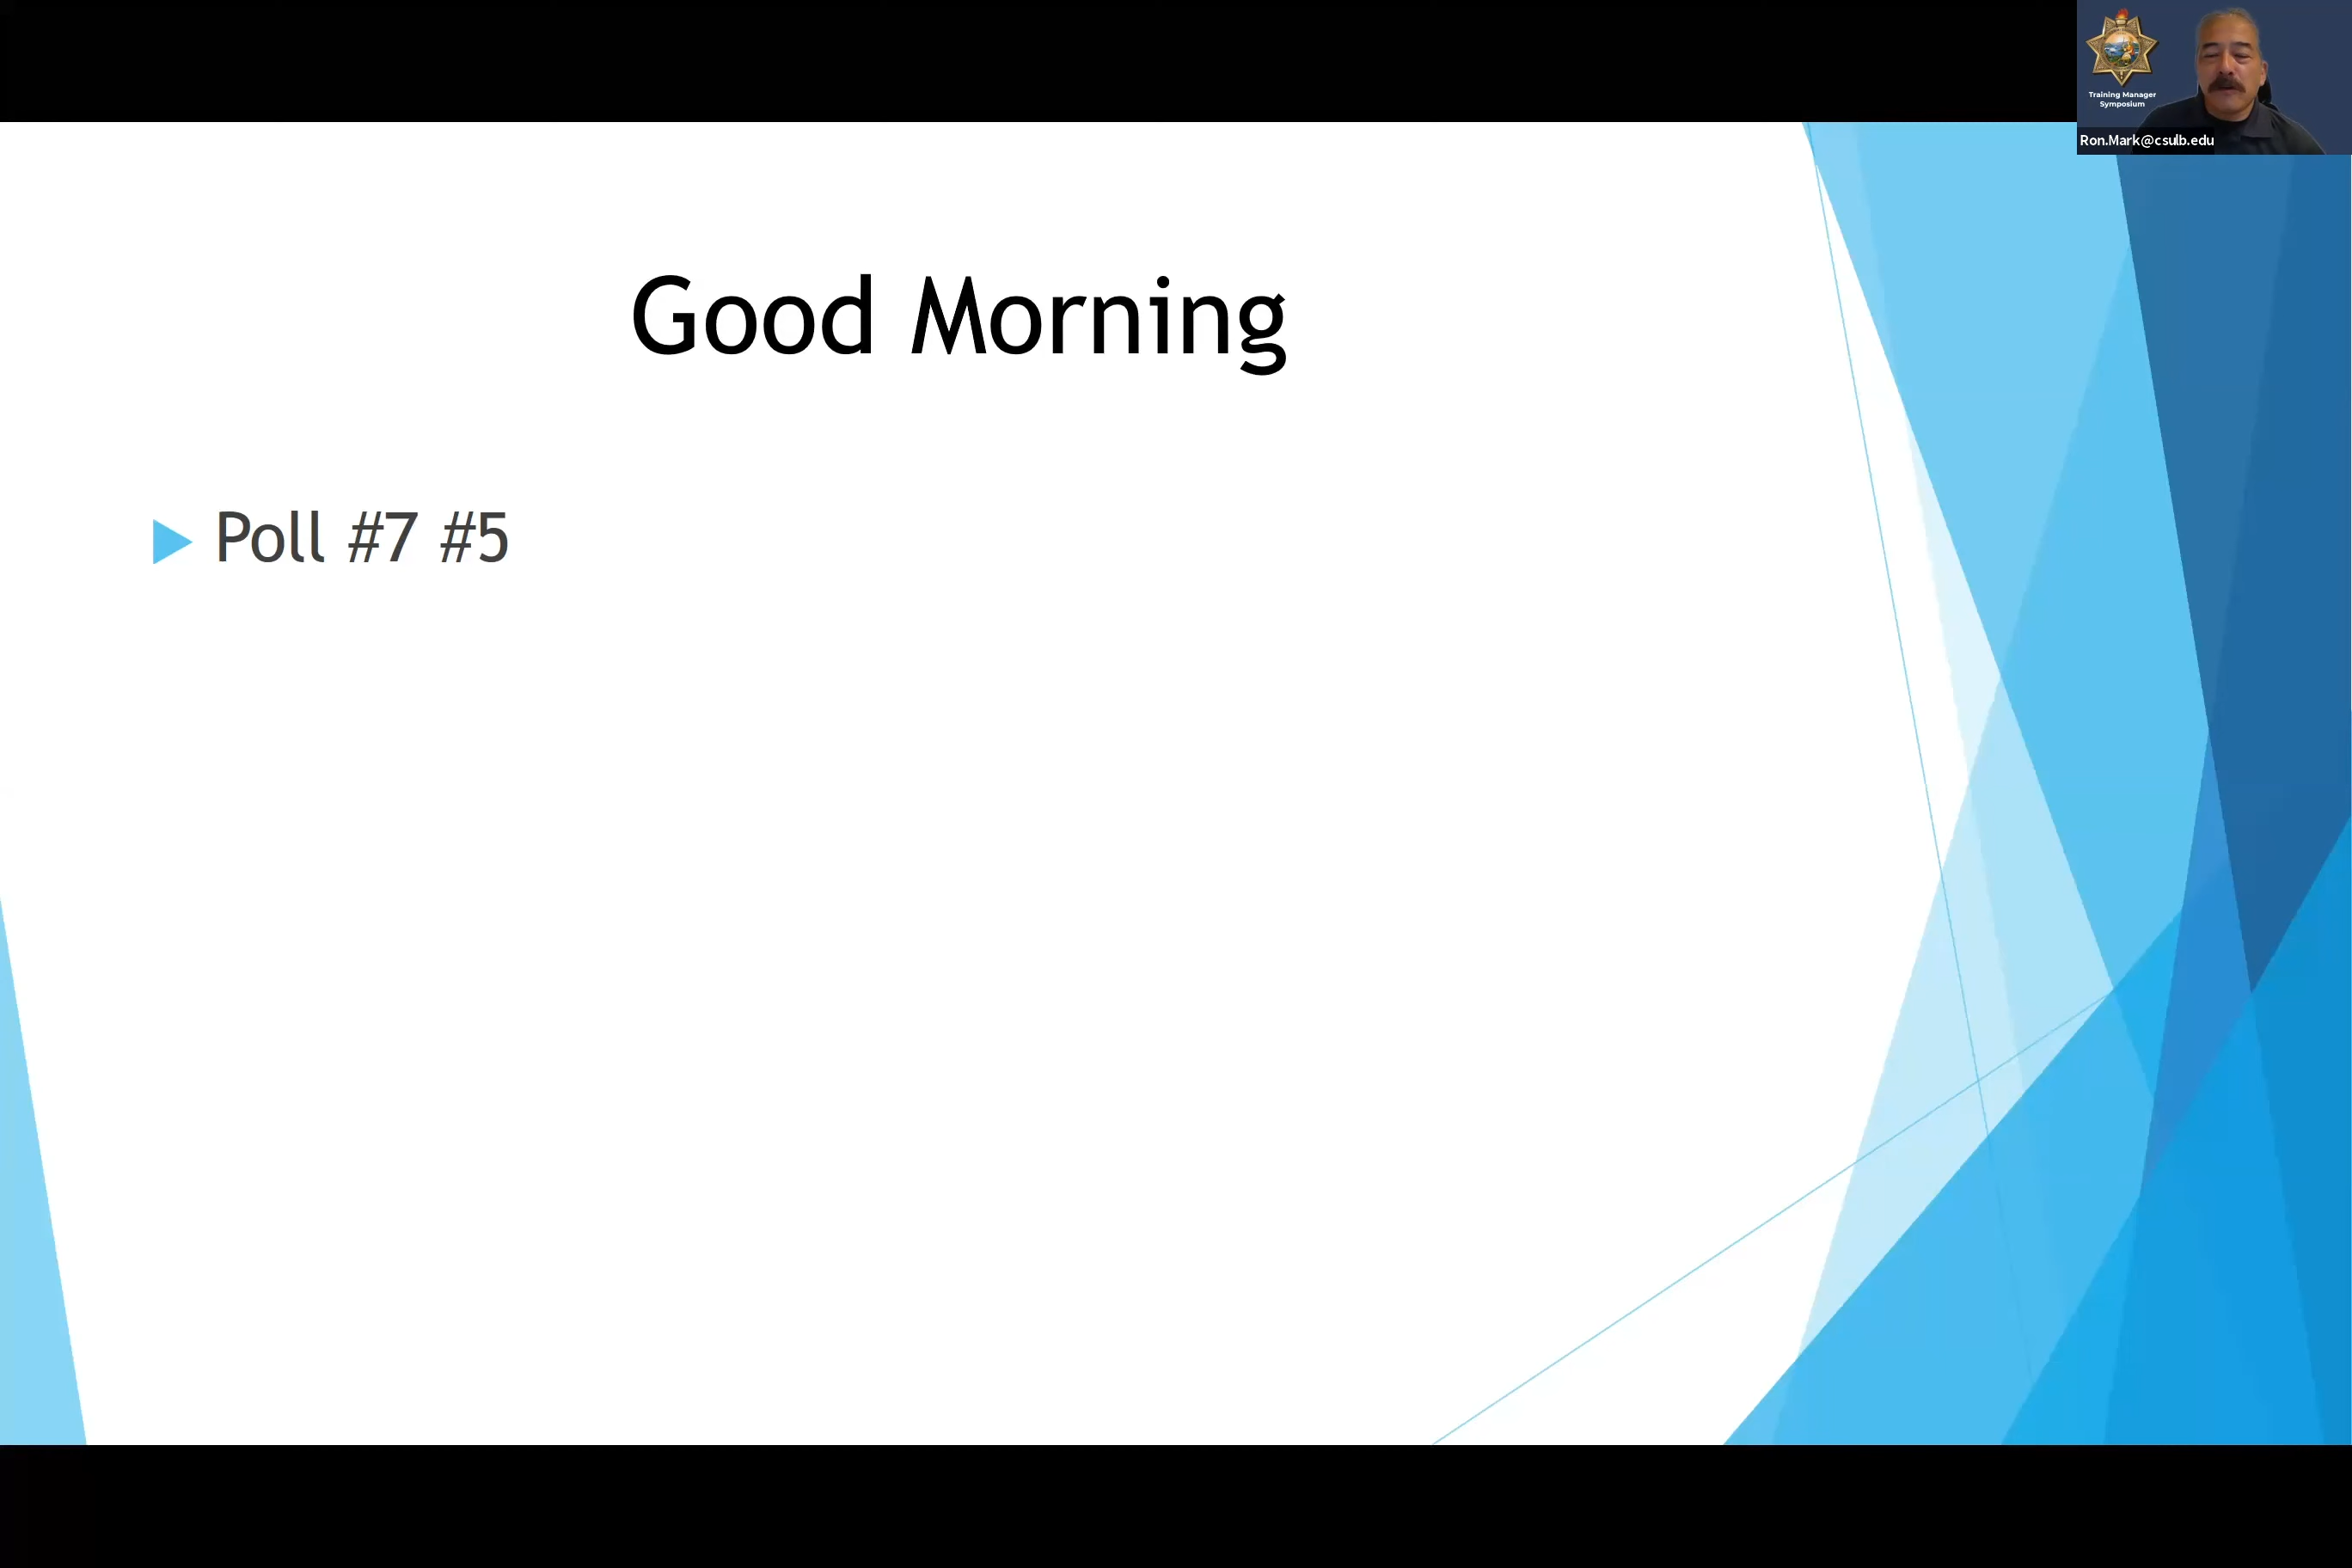 Good Morning
Poll #7 #5
Training Manager
Symposium
Ron.Mark@csulb.edu